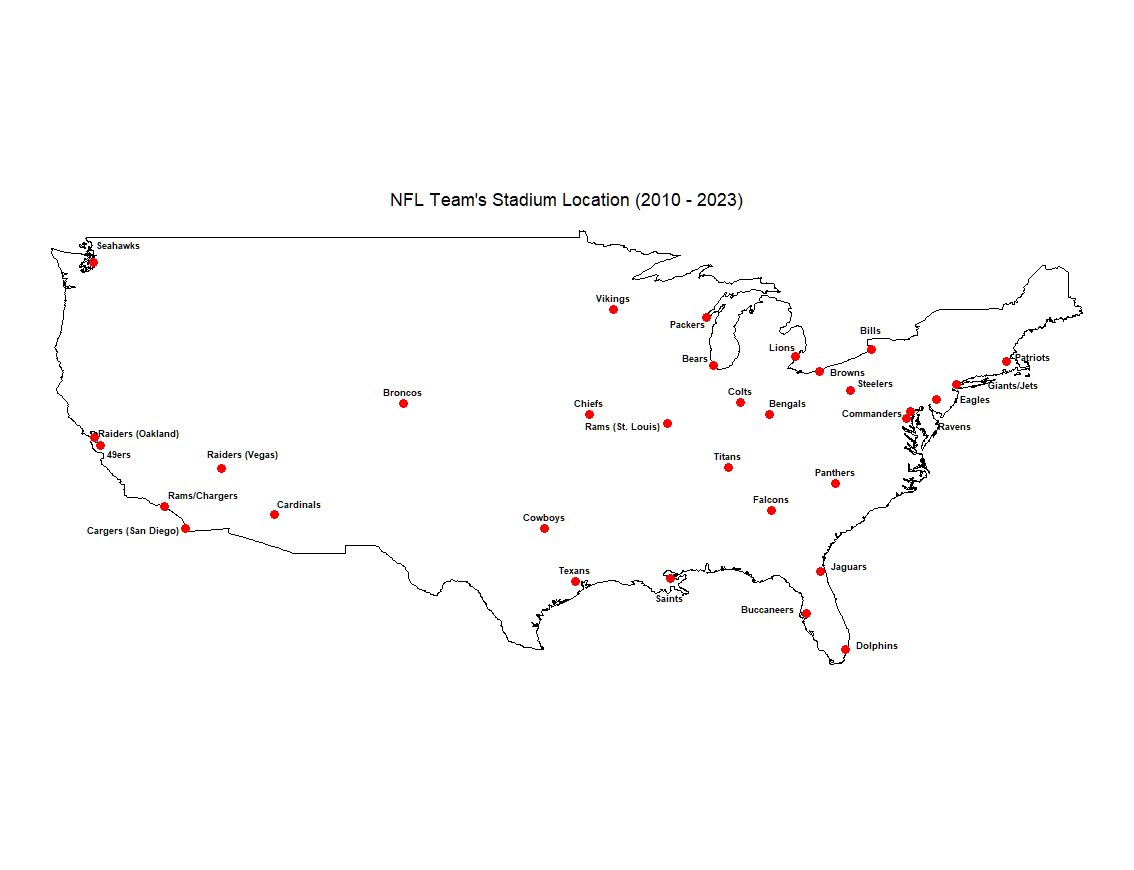 NFL Team's Stadium Location (2010 - 2023)
Seahawks
Vikings
Packers
Bills
Lions
Bears
Patriots
Browns
Steelers
Giants/Jets
Broncos
Colts
Eagles
Chiefs
Bengals
Commanders
Rams (St. Louis)
Ravens
Raiders (Oakland)
49ers
Raiders (Vegas)
Titans
Panthers
Rams/Chargers
Cardinals
Falcons
Cowboys
Cargers (San Diego)
Texans
Jaguars
Saints
Buccaneers
Dolphins